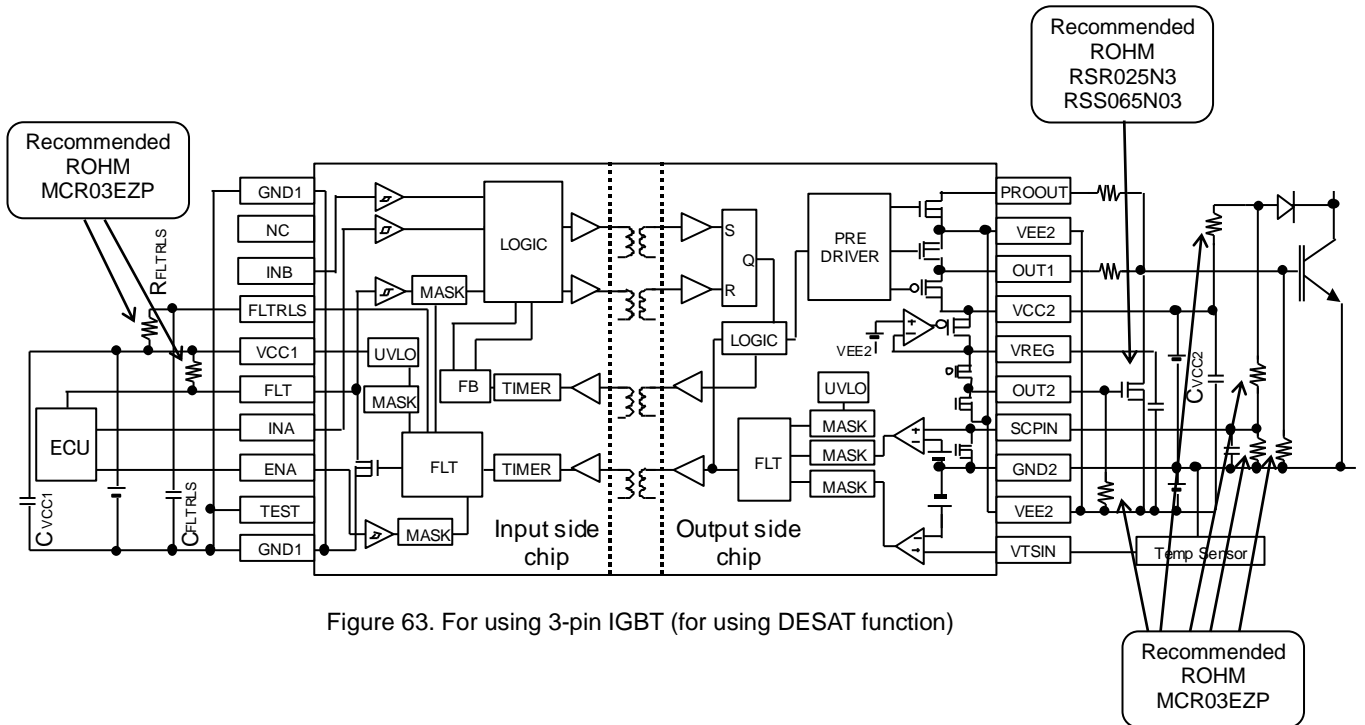 Recommended
ROHM
RSR025N3
RSS065N03
Recommended
ROHM
MCR03EZP
GND1
NC
INB
FLTRLS
VCC1
FLT
INA
ENA
TEST
GND1
RFLTRLS
ECU
CVCC1
CFLTRLS
LOGIC
MASK
UVLO
MASK
FB
TIMER
FLT
TIMER
MASK
Input side
chip
Output side
chip
S
Q
R
PRE
DRIVER
LOGIC
VEE2
+
−
UVLO
MASK
MASK
MASK
FLT
+
−
PROOUT
VEE2
OUT1
VCC2
VREG
OUT2
SCPIN
GND2
VEE2
VTSIN
CVCC2
Temp Sensor
Figure 63. For using 3-pin IGBT (for using DESAT function)
Recommended
ROHM
MCR03EZP